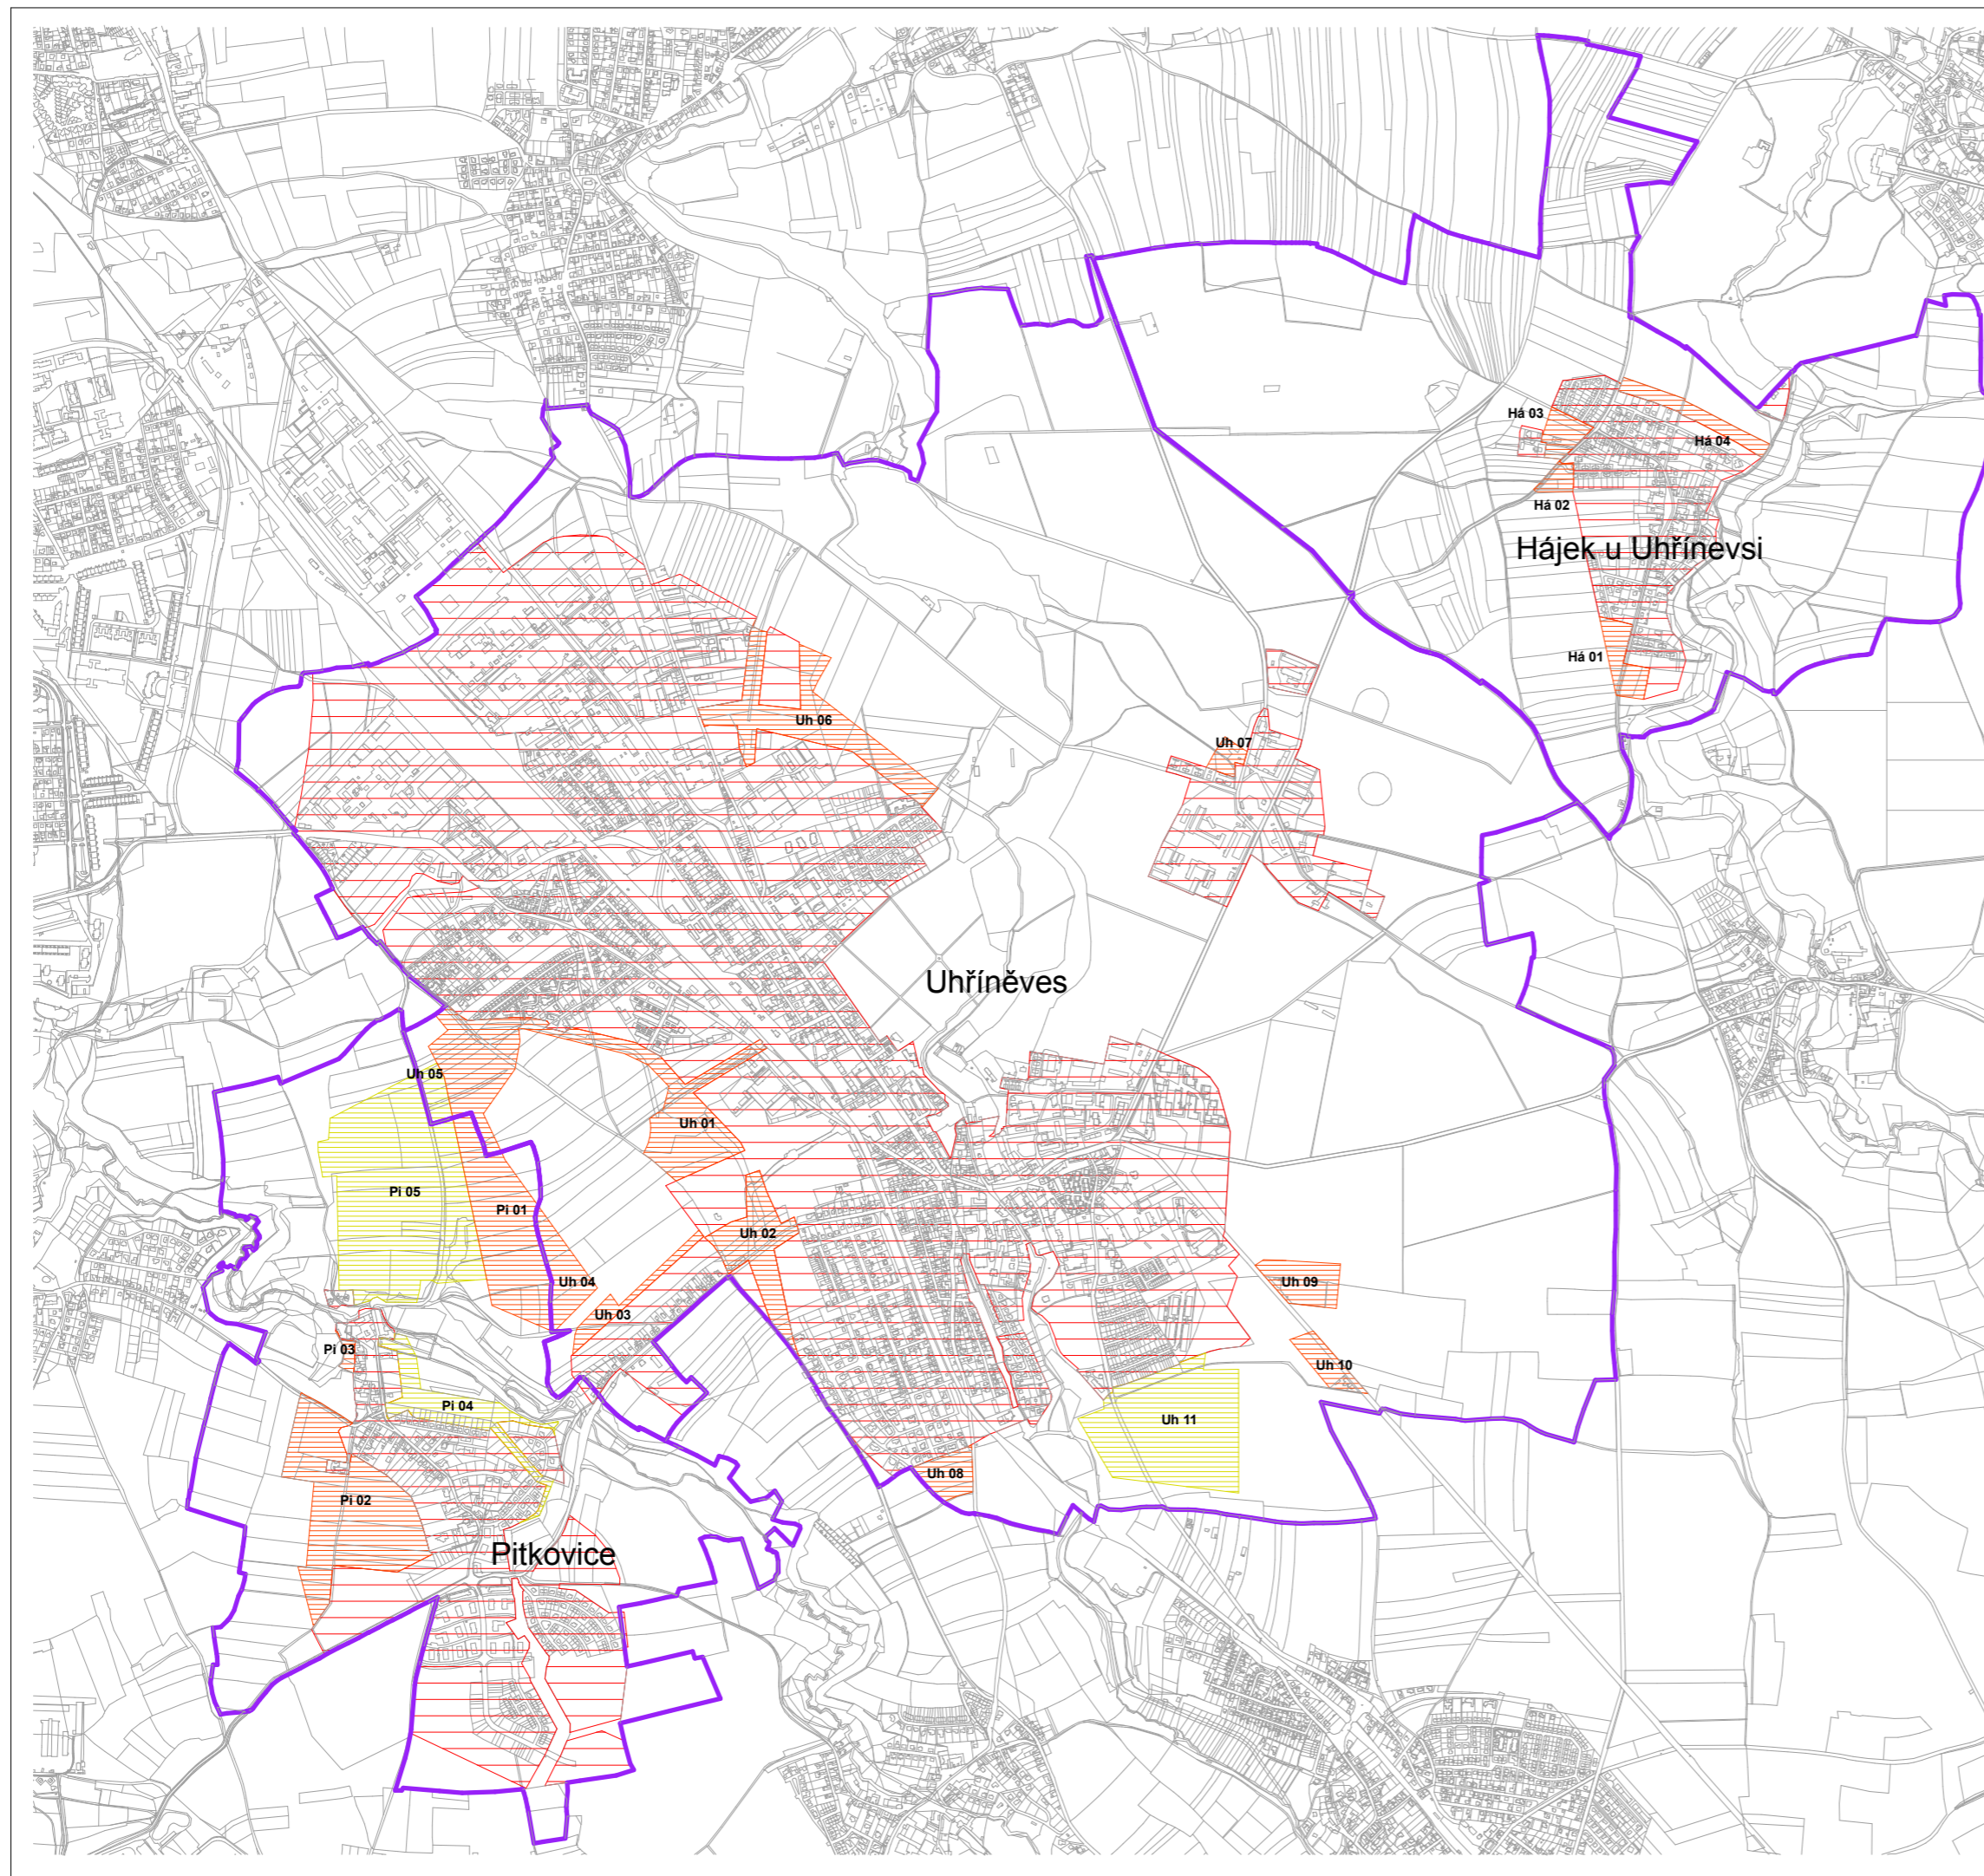 Há 03
Há 04
Há 02
Hájek u Uhřínevsi
Há 01
Uh 06
Uh 07
Uhříněves
Uh 05
Uh 01
Pi 05
Pi 01
Uh 02
Uh 04
Uh 09
Uh 03
Pi 03
Uh 10
Pi 04
Uh 11
Uh 08
Pi 02
Pitkovice